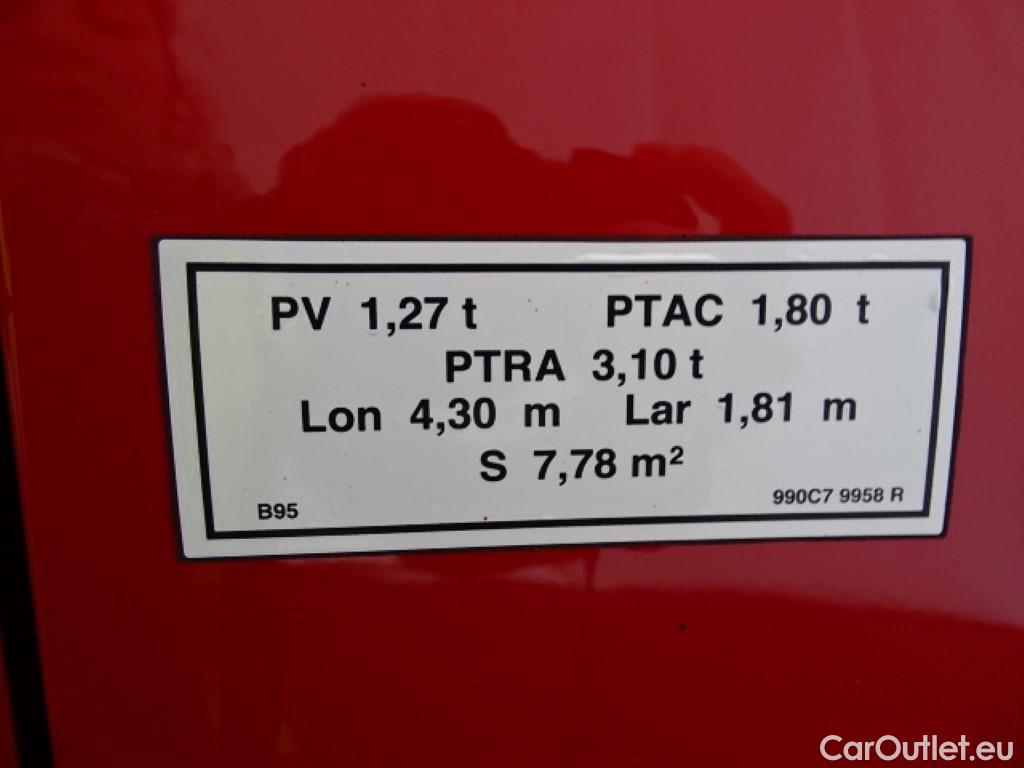 PV 1,27 t PTAC 1,80 t
PTRA 3,10 t
Lon 4,30 m Lar 1,81 m
S 7,78 m²
B95 990C7 9958 R
CarOutlet.eu